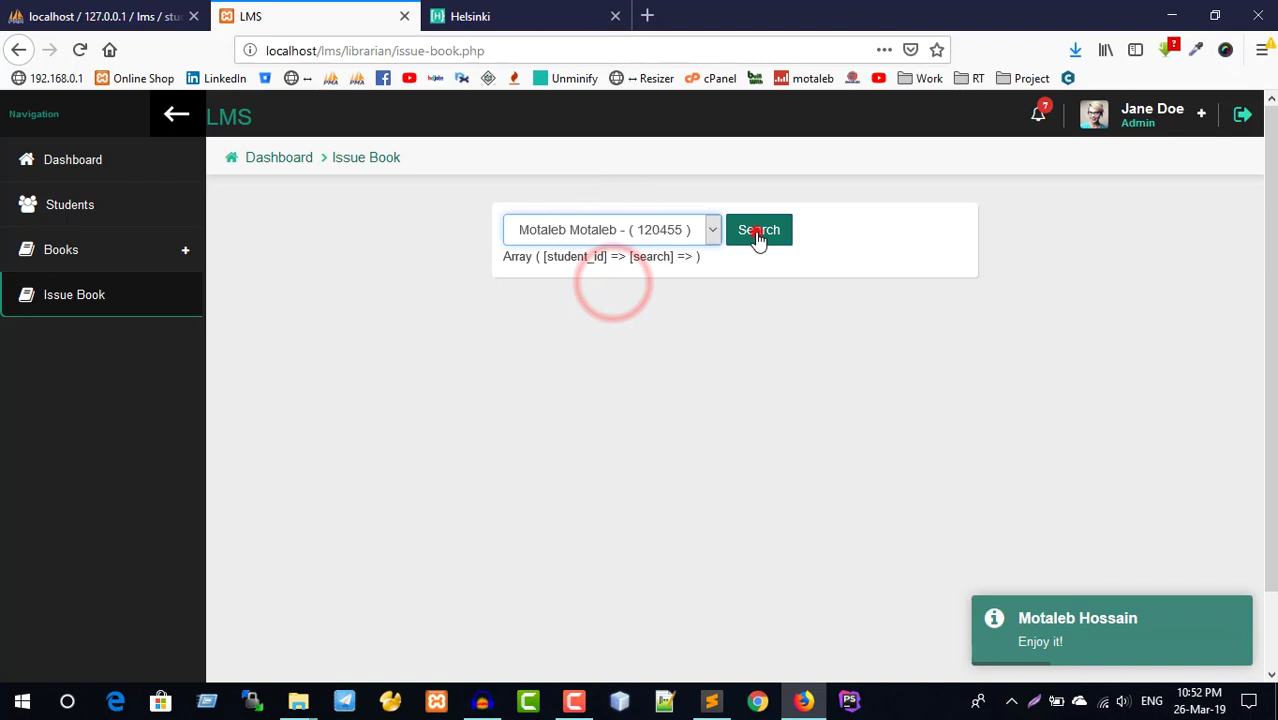 localhost / 127.0.0.1 / lms / stu
LMS
Helsinki
localhost/lms/librarian/issue-book.php
192.168.0.1
Online Shop
LinkedIn
Unminify
Resizer
cPanel
motaleb
Work
RT
Project
Navigation
LMS
7
Jane Doe
Admin
Dashboard
Dashboard > Issue Book
Students
Motaleb Motaleb - ( 120455 )
Search
Books
Array ( [student_id] => [search] => )
Issue Book
Motaleb Hossain
Enjoy it!
10:52 PM
ENG
26-Mar-19